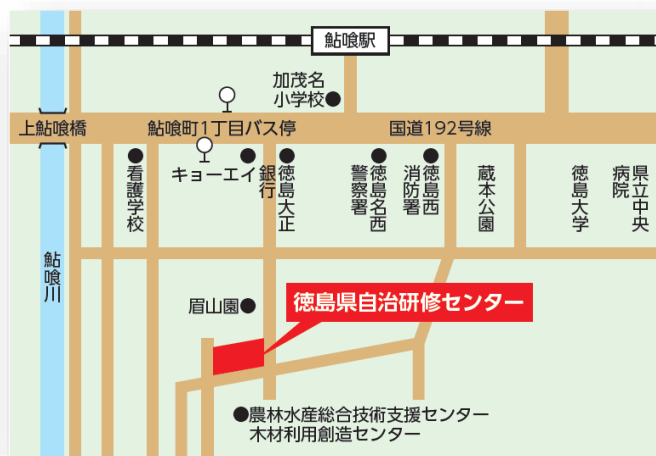 鮎喰駅
加茂名
小学校
上鮎喰橋
鮎喰町1丁目バス停
国道192号線
看護学校
キョーエイ
徳島大正
銀行
徳島名西
警察署
徳島西
消防署
蔵本公園
徳島大学
県立中央
病院
鮎喰川
眉山園
徳島県自治研修センター
農林水産総合技術支援センター
木材利用創造センター